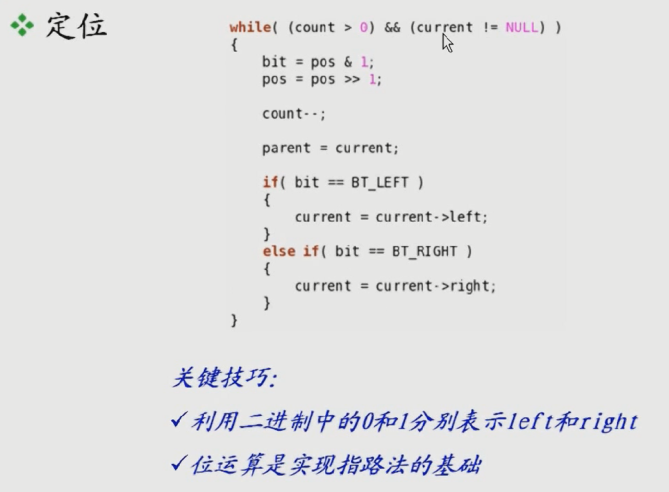 定位
while( (count > 0) && (current != NULL) )
{
bit = pos & 1;
pos = pos >> 1;
count--;
parent = current;
if( bit == BT_LEFT )
{
current = current->left;
}
else if( bit == BT_RIGHT )
{
current = current->right;
}
}
关键技巧:
✓利用二进制中的0和1分别表示left和right
✓位运算是实现指路法的基础